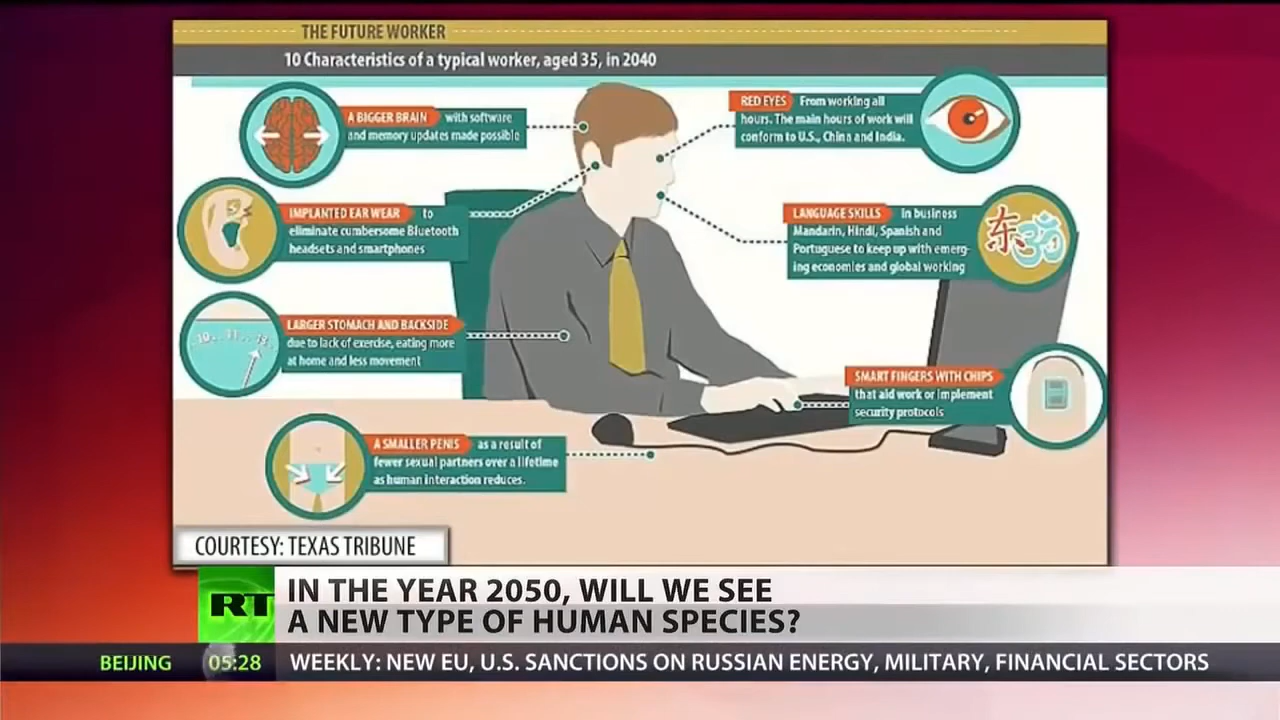 THE FUTURE WORKER
10 Characteristics of a typical worker, aged 35, in 2040
A BIGGER BRAIN with software
and memory updates made possible
RED EYES From working all
hours. The main hours of work will
conform to U.S., China and India.
IMPLANTED EAR WEAR to
eliminate cumbersome Bluetooth
headsets and smartphones
LANGUAGE SKILLS in business
Mandarin, Hindi, Spanish and
Portuguese to keep up with emerg-
ing economies and global working
东 ॐ
LARGER STOMACH AND BACKSIDE
due to lack of exercise, eating more
at home and less movement
10 11 12
SMART FINGERS WITH CHIPS
that aid work or implement
security protocols
A SMALLER PENIS as a result of
fewer sexual partners over a lifetime
as human interaction reduces.
COURTESY: TEXAS TRIBUNE
RT
IN THE YEAR 2050, WILL WE SEE
A NEW TYPE OF HUMAN SPECIES?
BEIJING 05:28 WEEKLY: NEW EU, U.S. SANCTIONS ON RUSSIAN ENERGY, MILITARY, FINANCIAL SECTORS